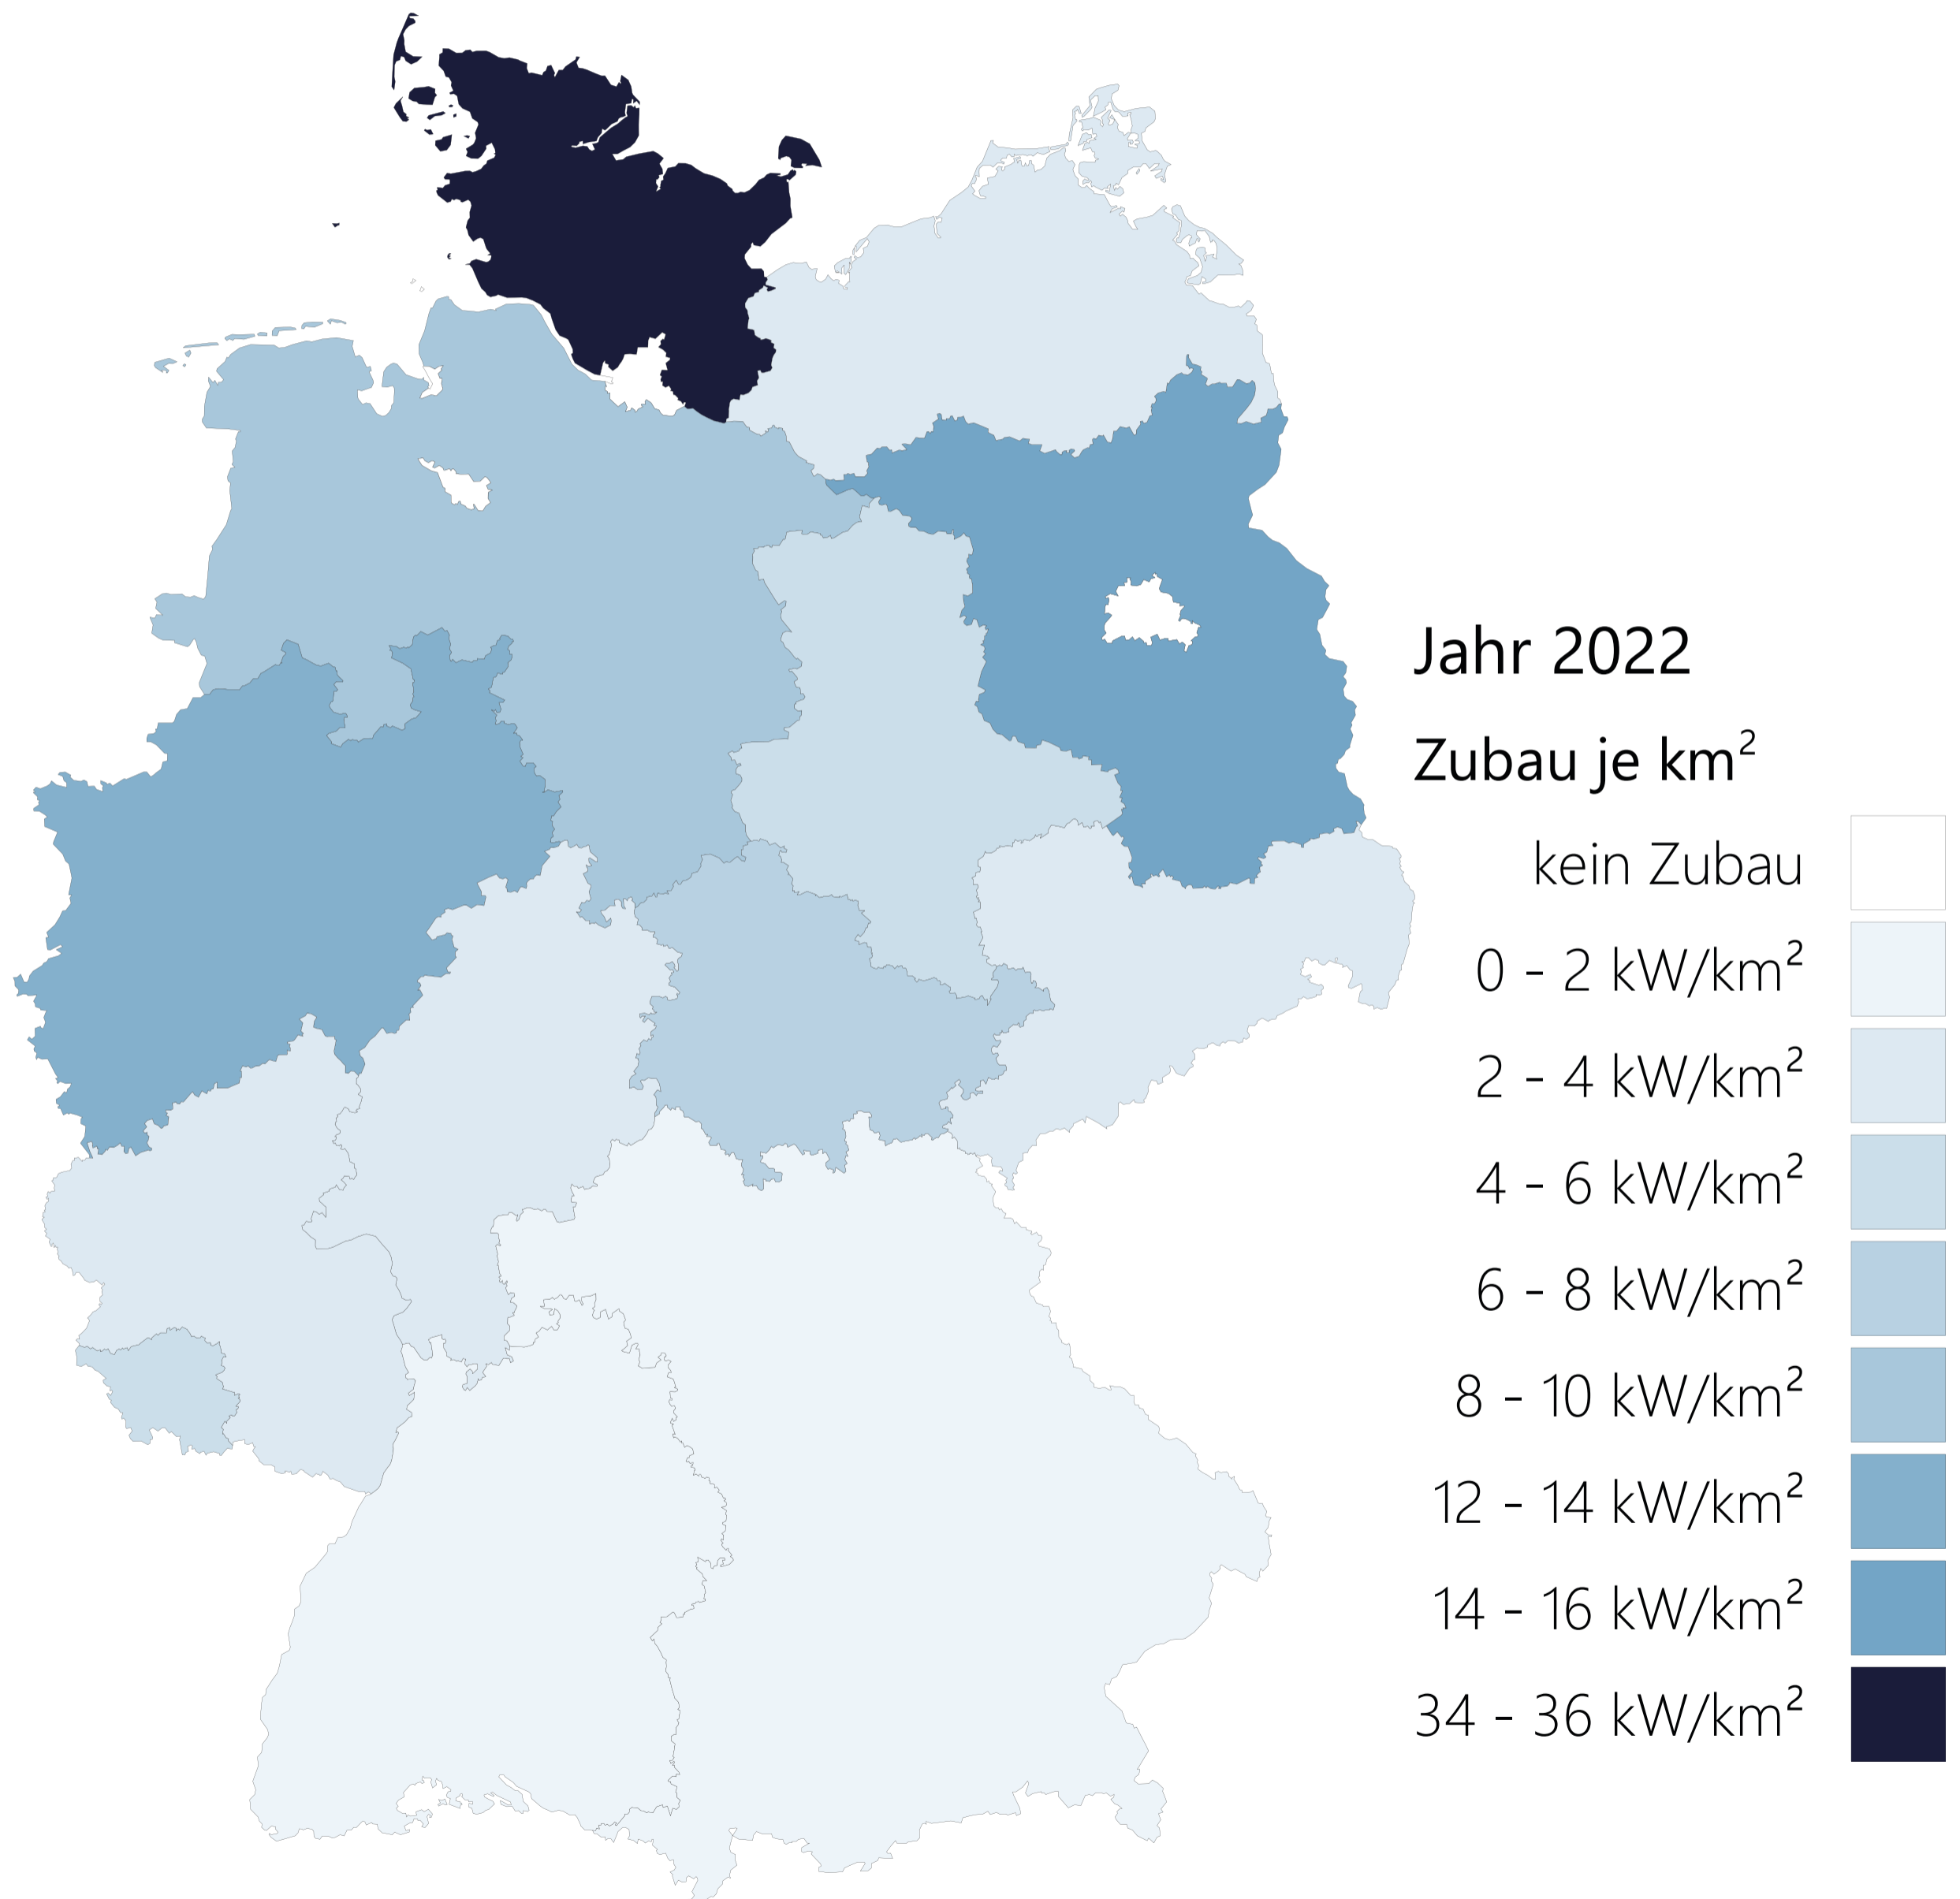 Jahr 2022
Zubau je km²
kein Zubau
0 - 2 kW/km²
2 - 4 kW/km²
4 - 6 kW/km²
6 - 8 kW/km²
8 - 10 kW/km²
12 - 14 kW/km²
14 - 16 kW/km²
34 - 36 kW/km²